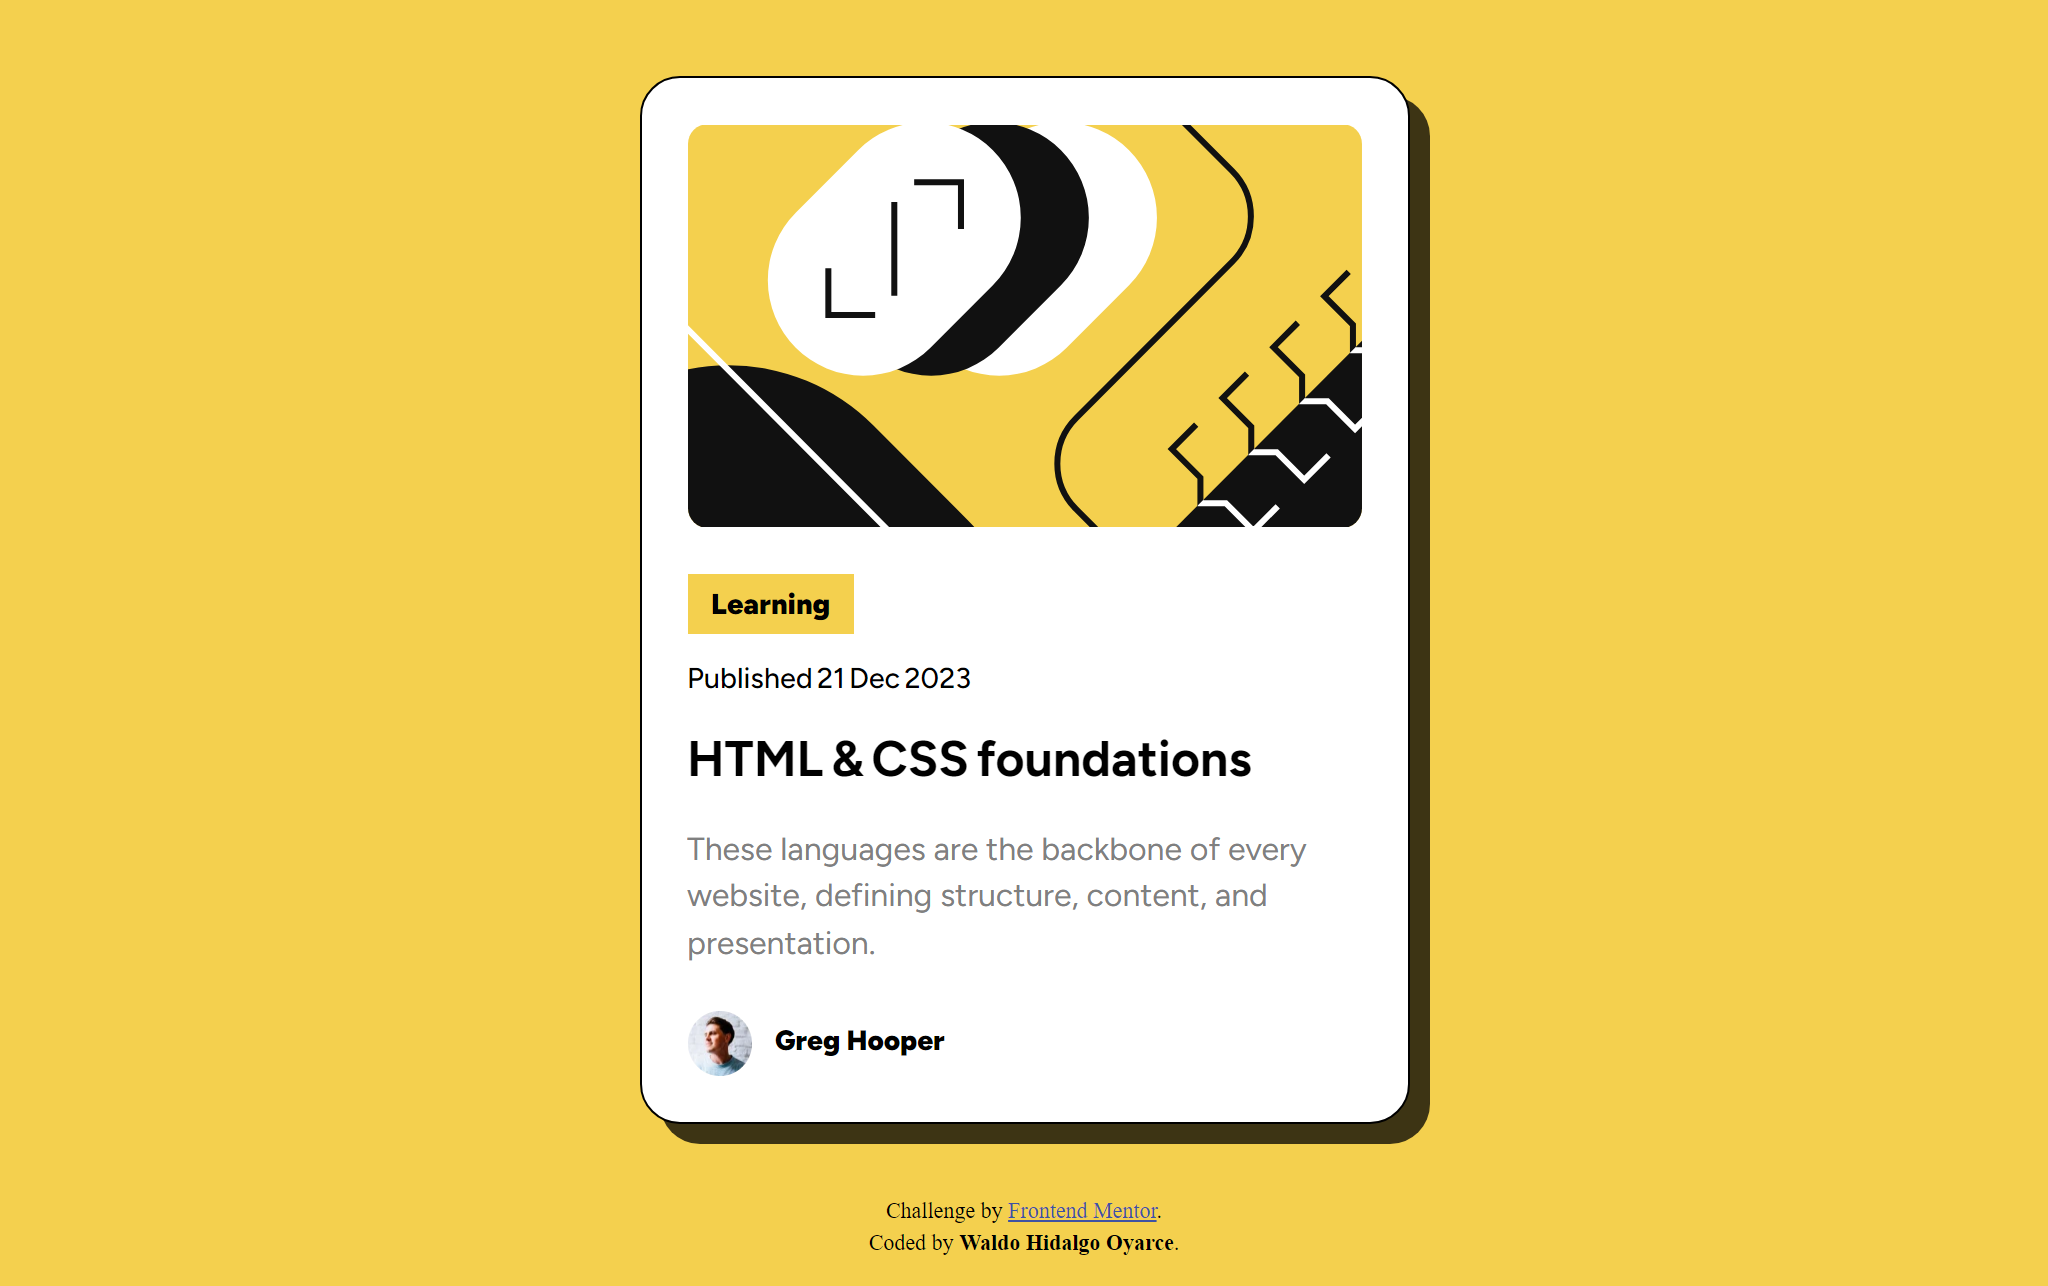 Learning
Published 21 Dec 2023
HTML & CSS foundations
These languages are the backbone of every
website, defining structure, content, and
presentation.
Greg Hooper
Challenge by Frontend Mentor.
Coded by Waldo Hidalgo Oyarce.